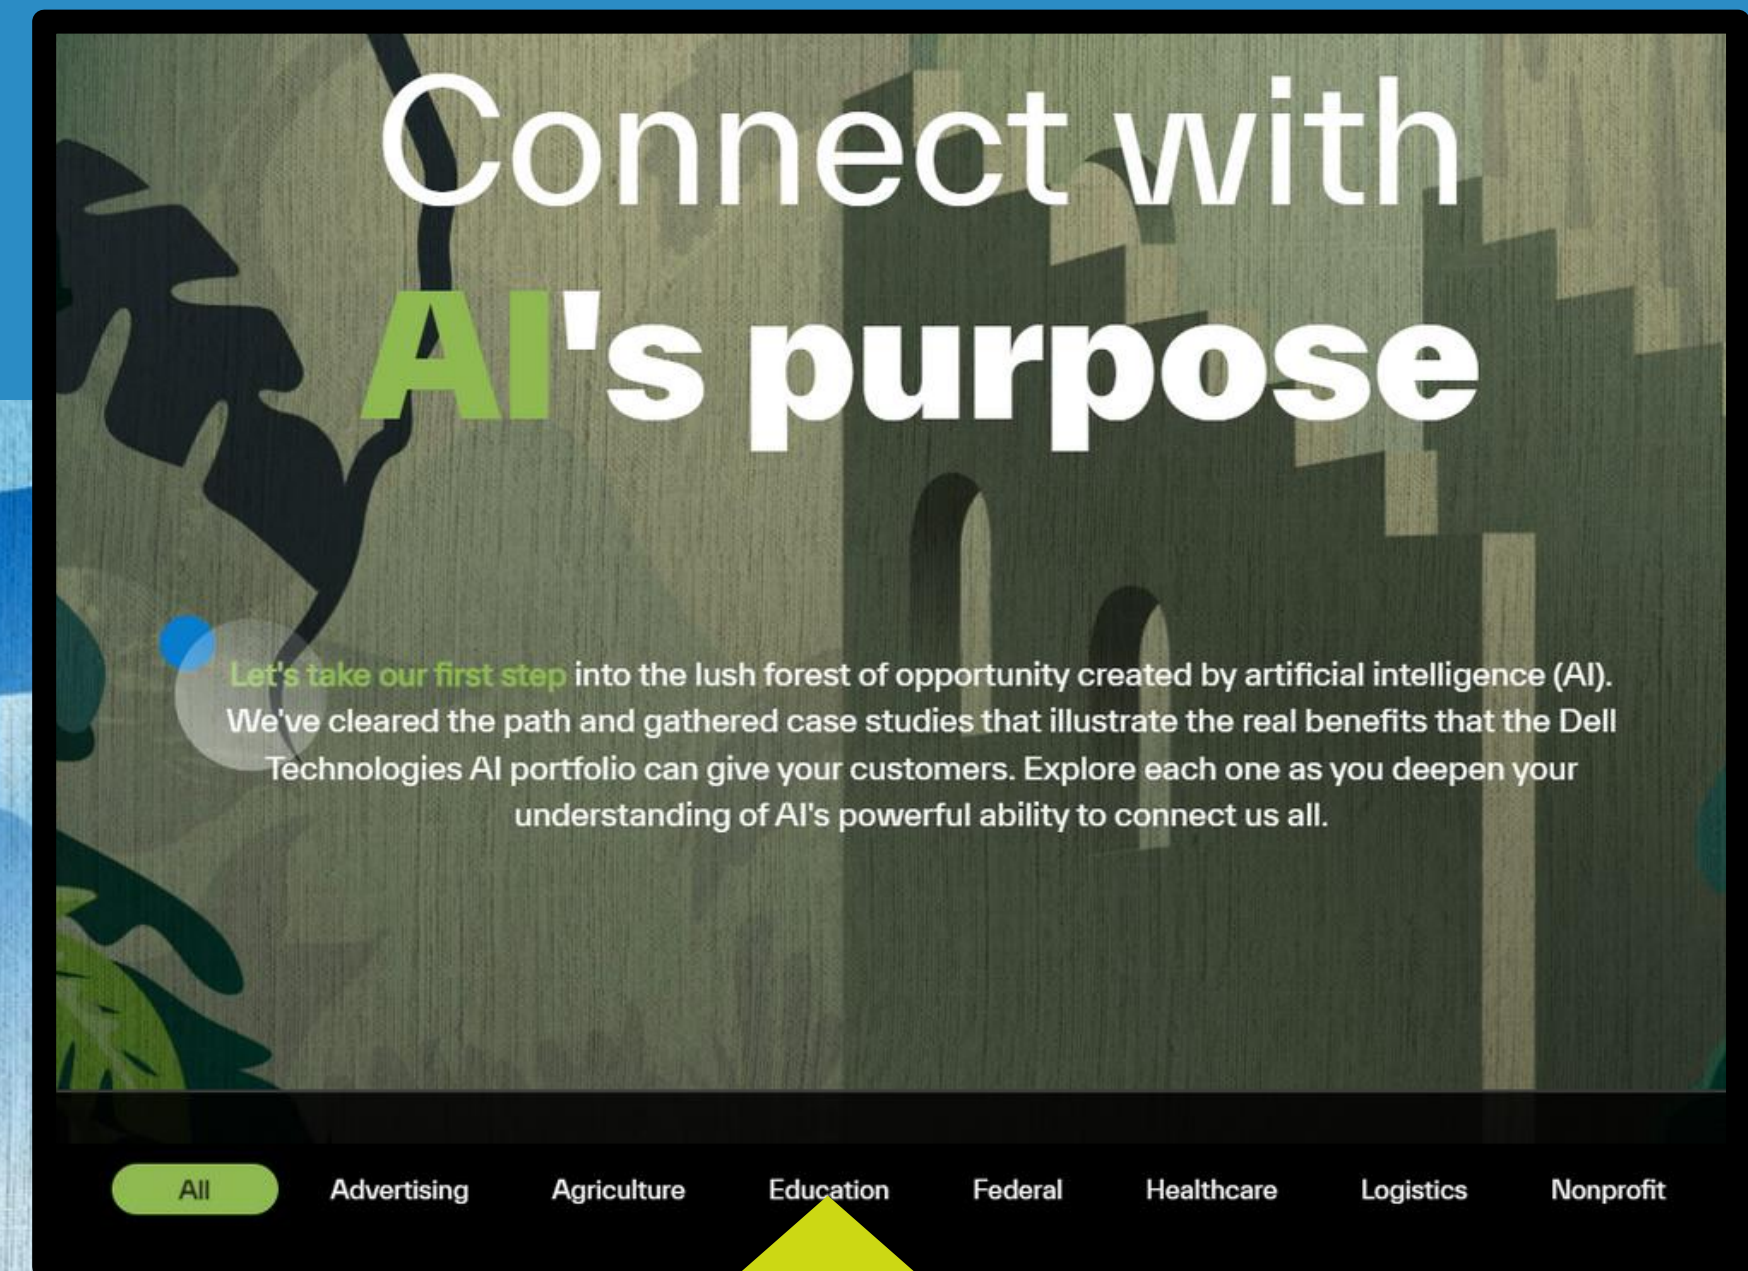 Connect with
AI's purpose
Let's take our first step into the lush forest of opportunity created by artificial intelligence (AI).
We've cleared the path and gathered case studies that illustrate the real benefits that the Dell
Technologies AI portfolio can give your customers. Explore each one as you deepen your
understanding of AI's powerful ability to connect us all.
All Advertising Agriculture Education Federal Healthcare Logistics Nonprofit